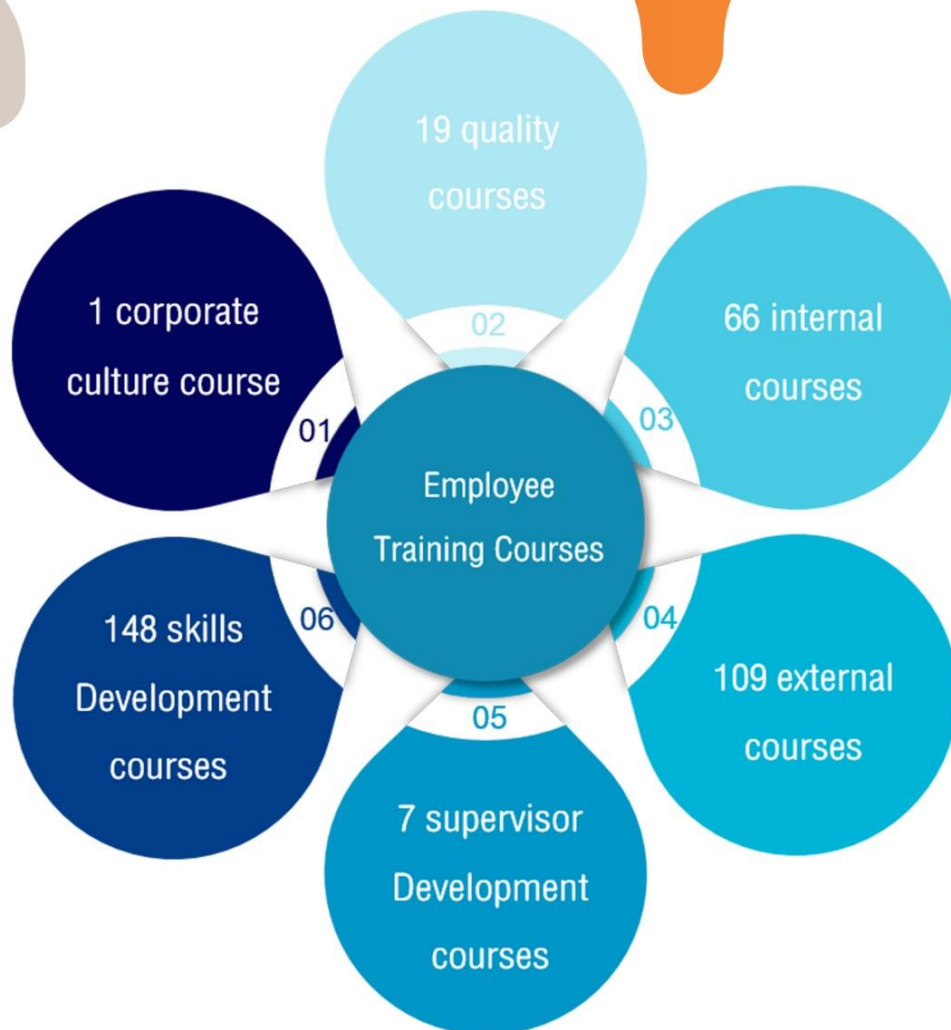 Employee
Training Courses
01
1 corporate
culture course
02
19 quality
courses
03
66 internal
courses
04
109 external
courses
05
7 supervisor
Development
courses
06
148 skills
Development
courses